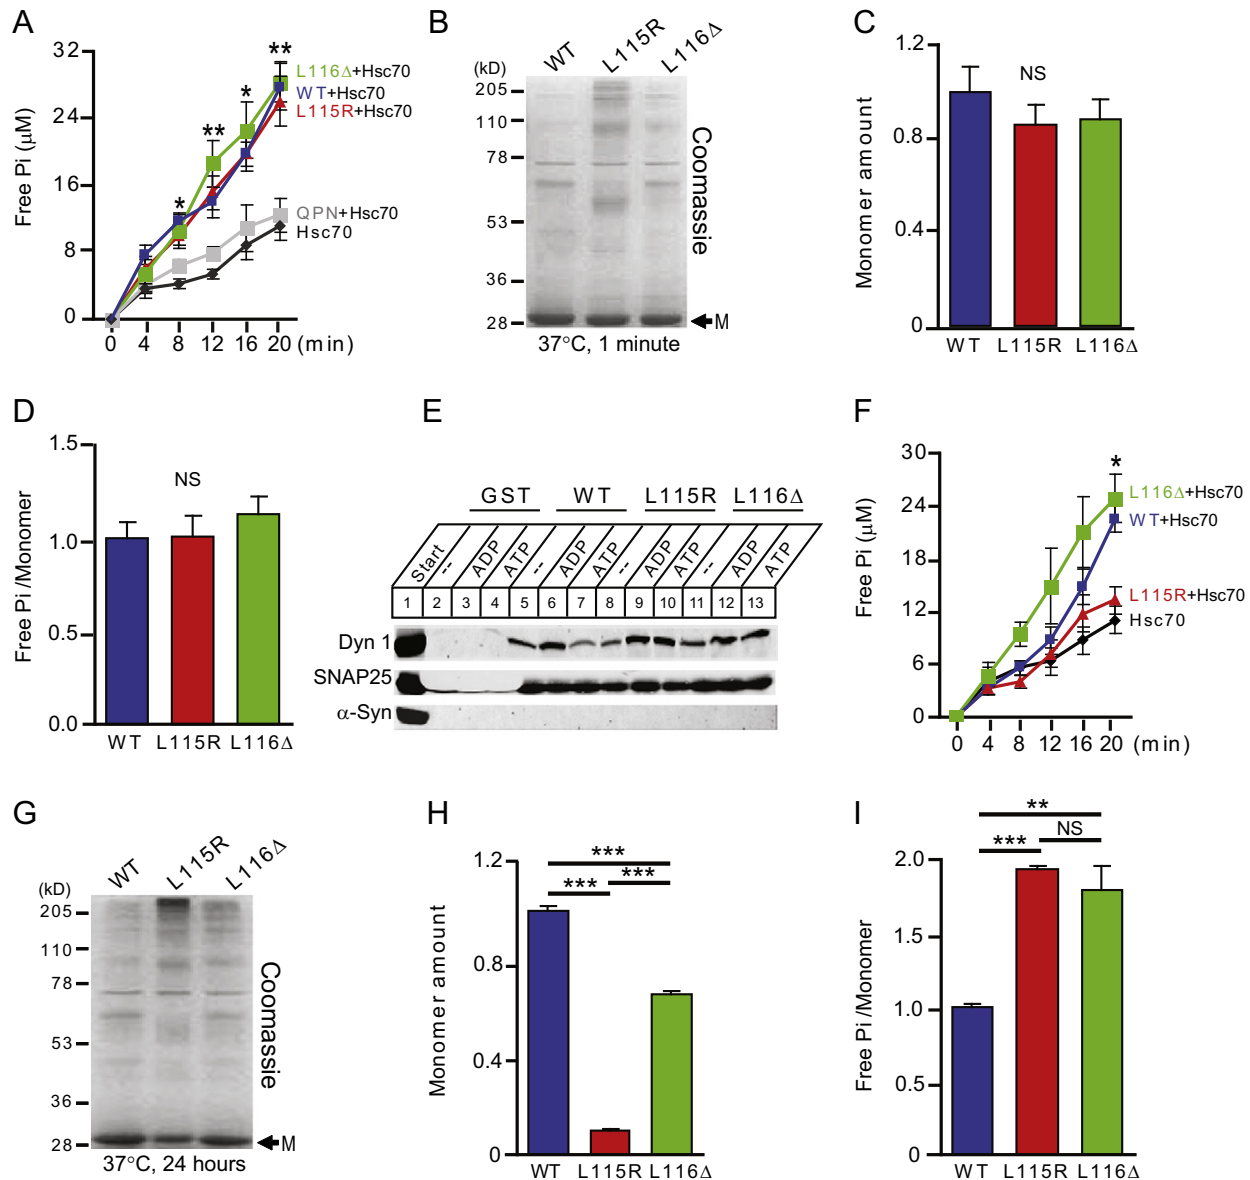 A
Free Pi (μM)
32
24
16
8
0
0 4 8 12 16 20 (min)
* ** * **
L116Δ+Hsc70
WT+Hsc70
L115R+Hsc70
QPN+Hsc70
Hsc70
B
WT L115R L116Δ
(kD)
205
110
78
53
36
28
M
Coomassie
37°C, 1 minute
C
Monomer amount
1.2
0.8
0.4
0
NS
WT L115R L116Δ
D
Free Pi /Monomer
1.5
1.0
0.5
0.0
NS
WT L115R L116Δ
E
GST WT L115R L116Δ
Start -- ADP ATP -- ADP ATP -- ADP ATP -- ADP ATP
1 2 3 4 5 6 7 8 9 10 11 12 13
Dyn 1
SNAP25
α-Syn
F
Free Pi (μM)
30
24
18
12
6
0
0 4 8 12 16 20 (min)
*
L116Δ+Hsc70
WT+Hsc70
L115R+Hsc70
Hsc70
G
WT L115R L116Δ
(kD)
205
110
78
53
36
28
M
Coomassie
37°C, 24 hours
H
Monomer amount
1.2
0.8
0.4
0
***
*** ***
WT L115R L116Δ
I
Free Pi /Monomer
2.0
1.5
1.0
0.5
0
**
*** NS
WT L115R L116Δ